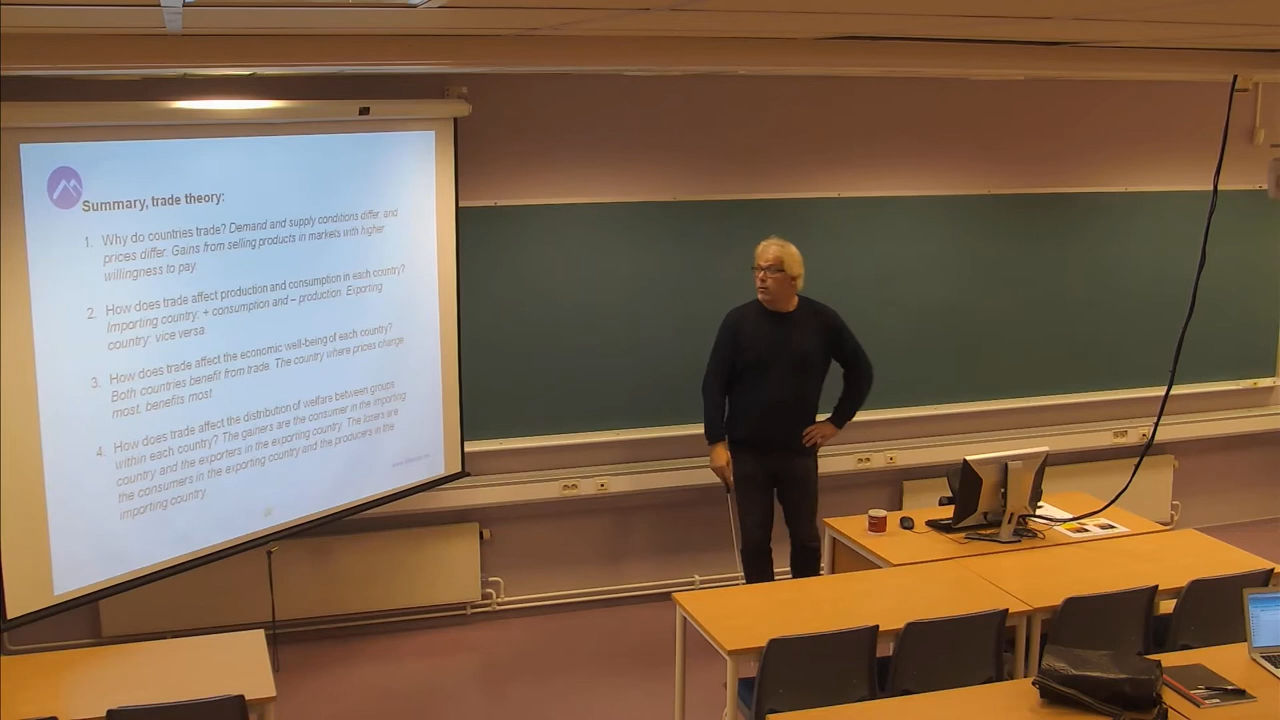 Summary, trade theory:
1. Why do countries trade? Demand and supply conditions differ, and
prices differ. Gains from selling products in markets with higher
willingness to pay
2. How does trade affect production and consumption in each country?
Importing country: + consumption and – production. Exporting
country: vice versa.
3. How does trade affect the economic well-being of each country?
Both countries benefit from trade. The country where prices change
most, benefits most
4. How does trade affect the distribution of welfare between groups
within each country? The gainers are the consumer in the importing
country and the exporters in the exporting country. The losers are
the consumers in the exporting country and the producers in the
importing country